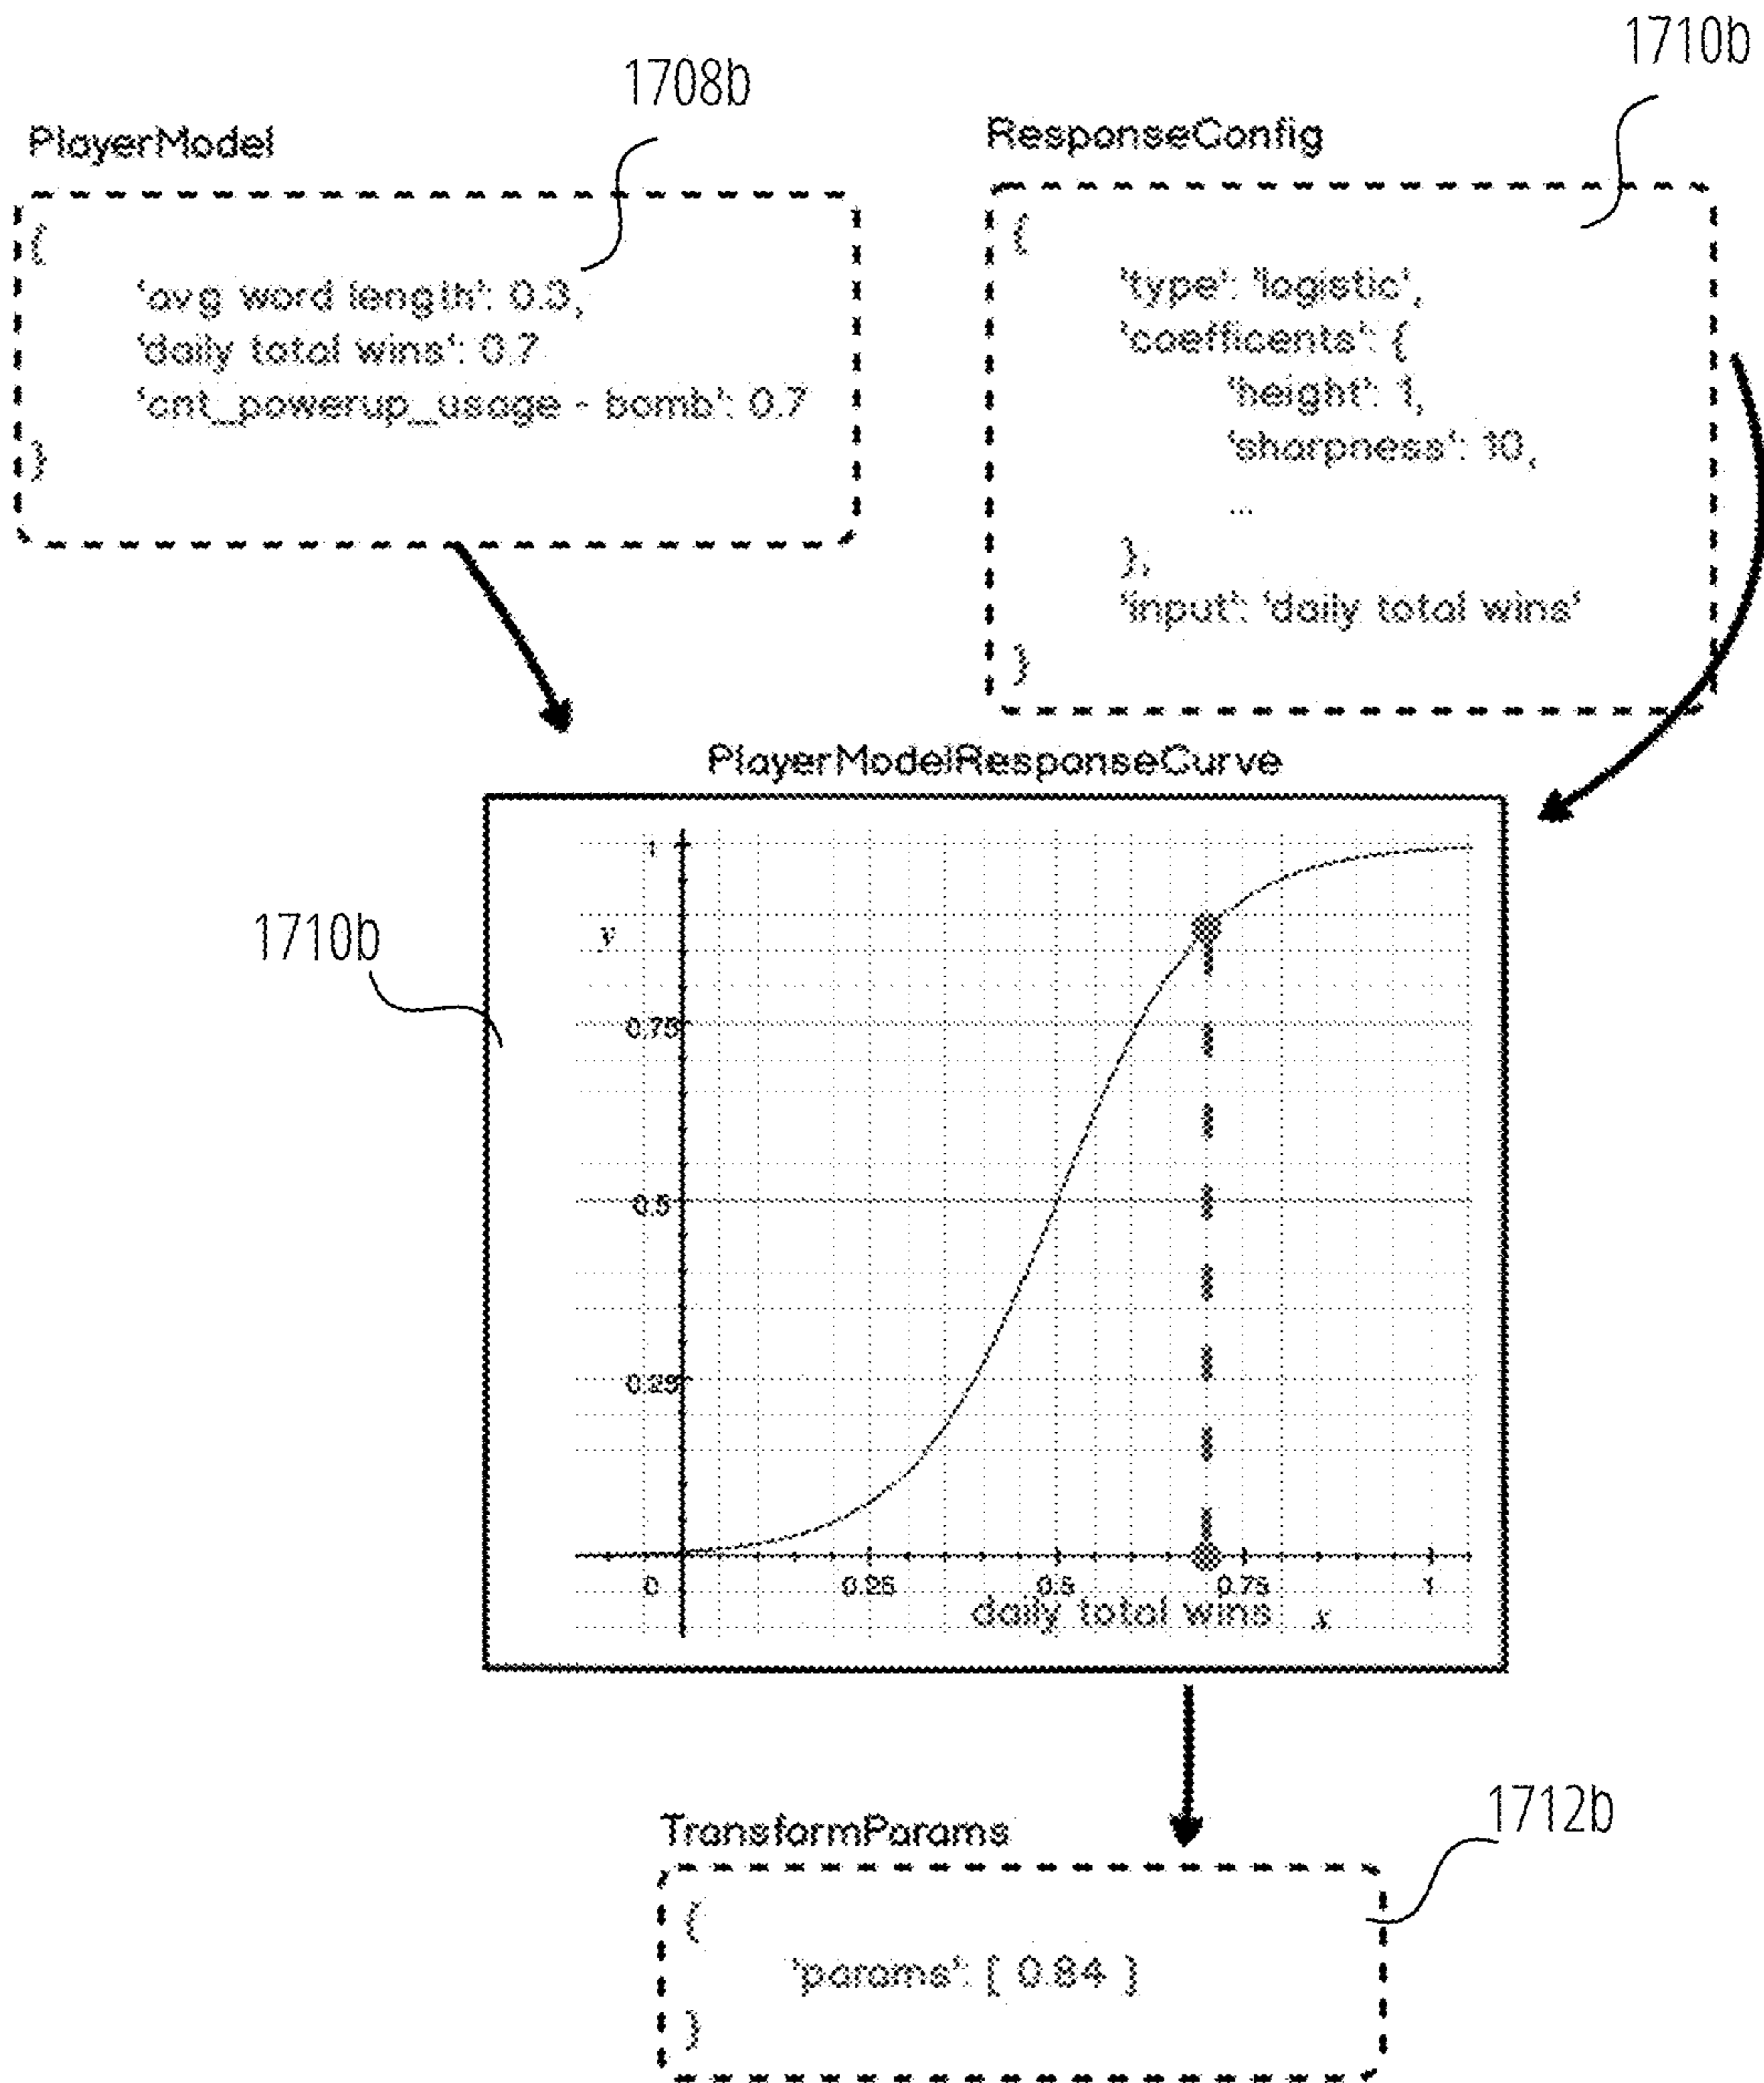 1708b
1710b
PlayerModel
{
'avg word length': 0.3,
'daily total wins': 0.7
'cnt_powerup_usage - bomb': 0.7
}
ResponseConfig
{
'type': 'logistic',
'coefficents': {
'height': 1,
'sharpness': 10,
...
},
'input': 'daily total wins'
}
PlayerModelResponseCurve
1710b
1
y
0.75
0.5
0.25
0 0.25 0.5 0.75 1
daily total wins x
TransformParams
1712b
{
'params': [ 0.84 ]
}